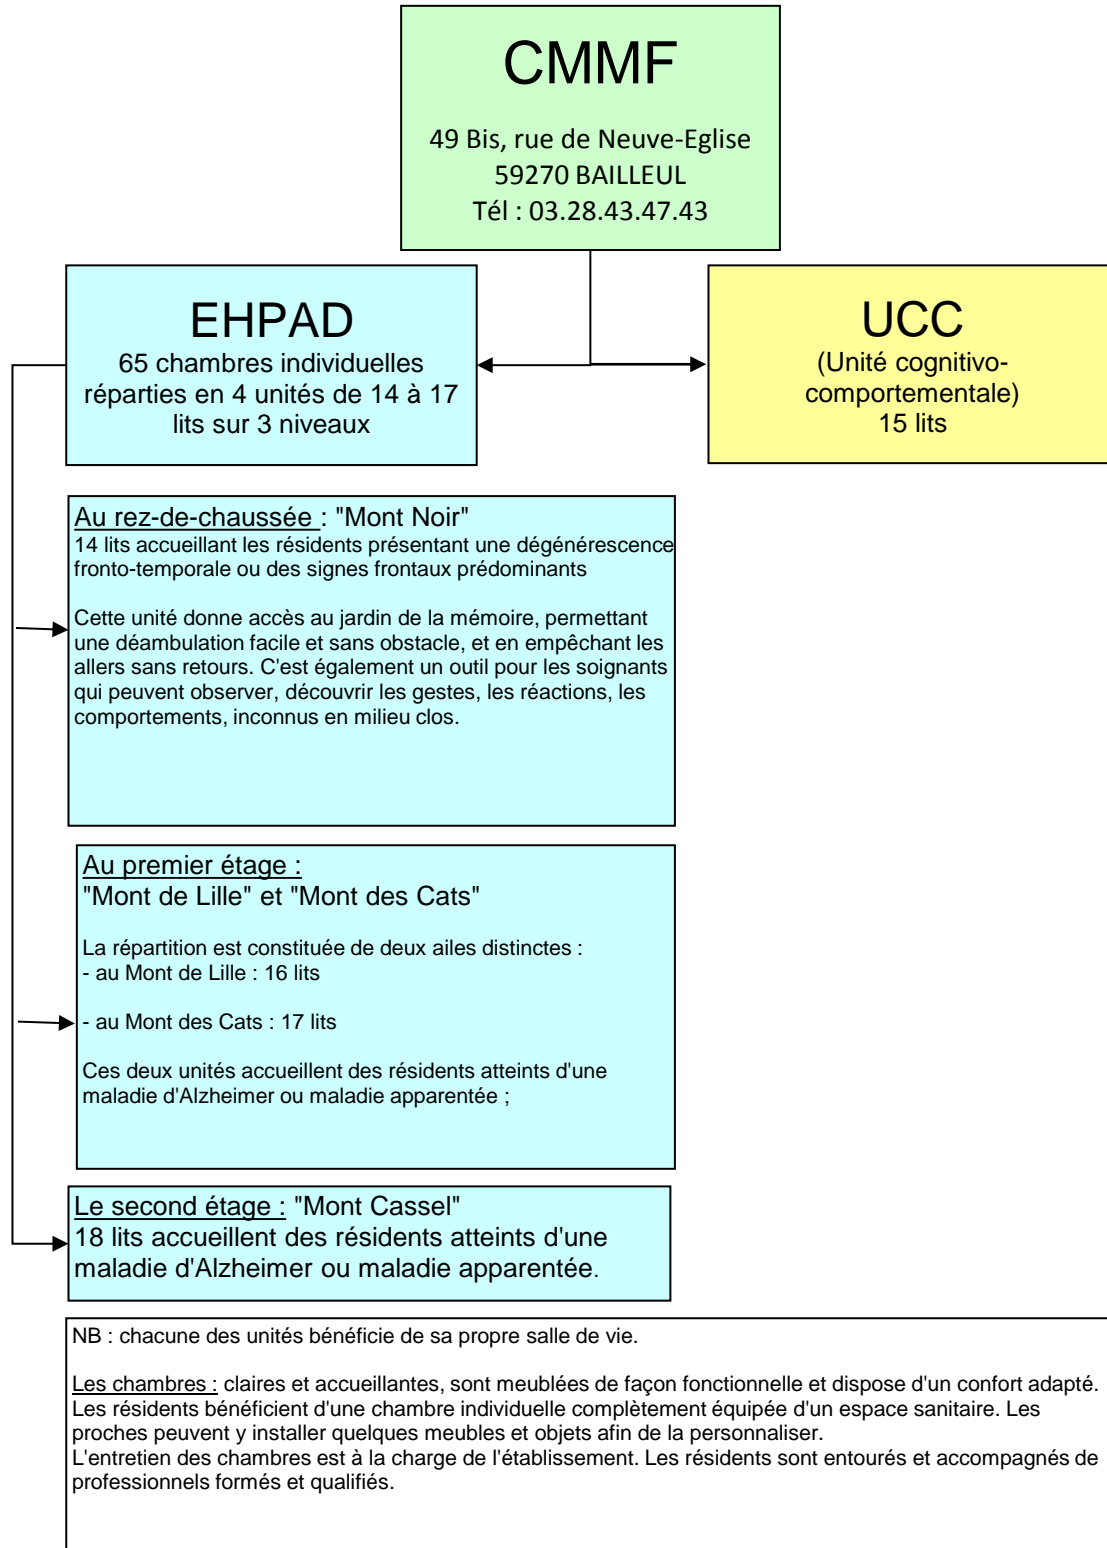 CMMF
49 Bis, rue de Neuve-Eglise
59270 BAILLEUL
Tél : 03.28.43.47.43
EHPAD
65 chambres individuelles
réparties en 4 unités de 14 à 17
lits sur 3 niveaux
UCC
(Unité cognitivo-
comportementale)
15 lits
Au rez-de-chaussée : "Mont Noir"
14 lits accueillant les résidents présentant une dégénérescence
fronto-temporale ou des signes frontaux prédominants
Cette unité donne accès au jardin de la mémoire, permettant
une déambulation facile et sans obstacle, et en empêchant les
allers sans retours. C'est également un outil pour les soignants
qui peuvent observer, découvrir les gestes, les réactions, les
comportements, inconnus en milieu clos.
Au premier étage :
"Mont de Lille" et "Mont des Cats"
La répartition est constituée de deux ailes distinctes :
- au Mont de Lille : 16 lits
- au Mont des Cats : 17 lits
Ces deux unités accueillent des résidents atteints d'une
maladie d'Alzheimer ou maladie apparentée ;
Le second étage : "Mont Cassel"
18 lits accueillent des résidents atteints d'une
maladie d'Alzheimer ou maladie apparentée.
NB : chacune des unités bénéficie de sa propre salle de vie.
Les chambres : claires et accueillantes, sont meublées de façon fonctionnelle et dispose d'un confort adapté.
Les résidents bénéficient d'une chambre individuelle complètement équipée d'un espace sanitaire. Les
proches peuvent y installer quelques meubles et objets afin de la personnaliser.
L'entretien des chambres est à la charge de l'établissement. Les résidents sont entourés et accompagnés de
professionnels formés et qualifiés.